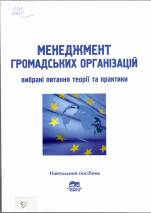 МЕНЕДЖМЕНТ
ГРОМАДСЬКИХ ОРГАНІЗАЦІЙ
вибрані питання теорії та практики
Навчальний посібник